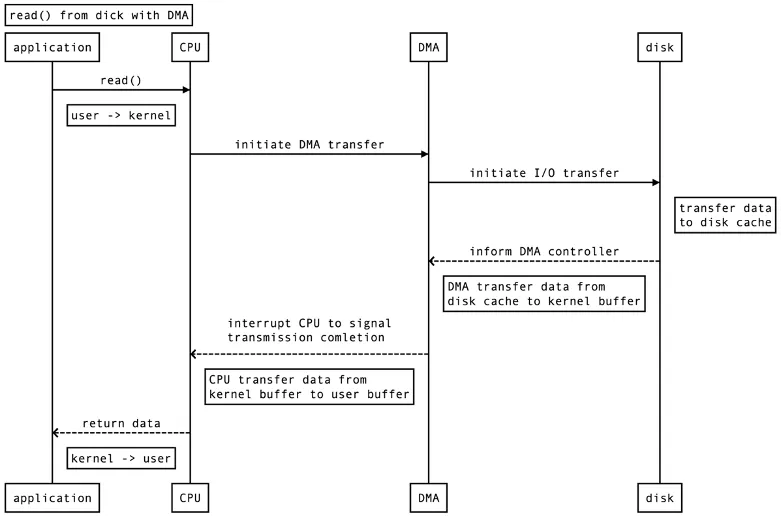 read() from dick with DMA
application
CPU
DMA
disk
read()
user -> kernel
initiate DMA transfer
initiate I/O transfer
transfer data
to disk cache
inform DMA controller
DMA transfer data from
disk cache to kernel buffer
interrupt CPU to signal
transmission comletion
CPU transfer data from
kernel buffer to user buffer
return data
kernel -> user
application
CPU
DMA
disk